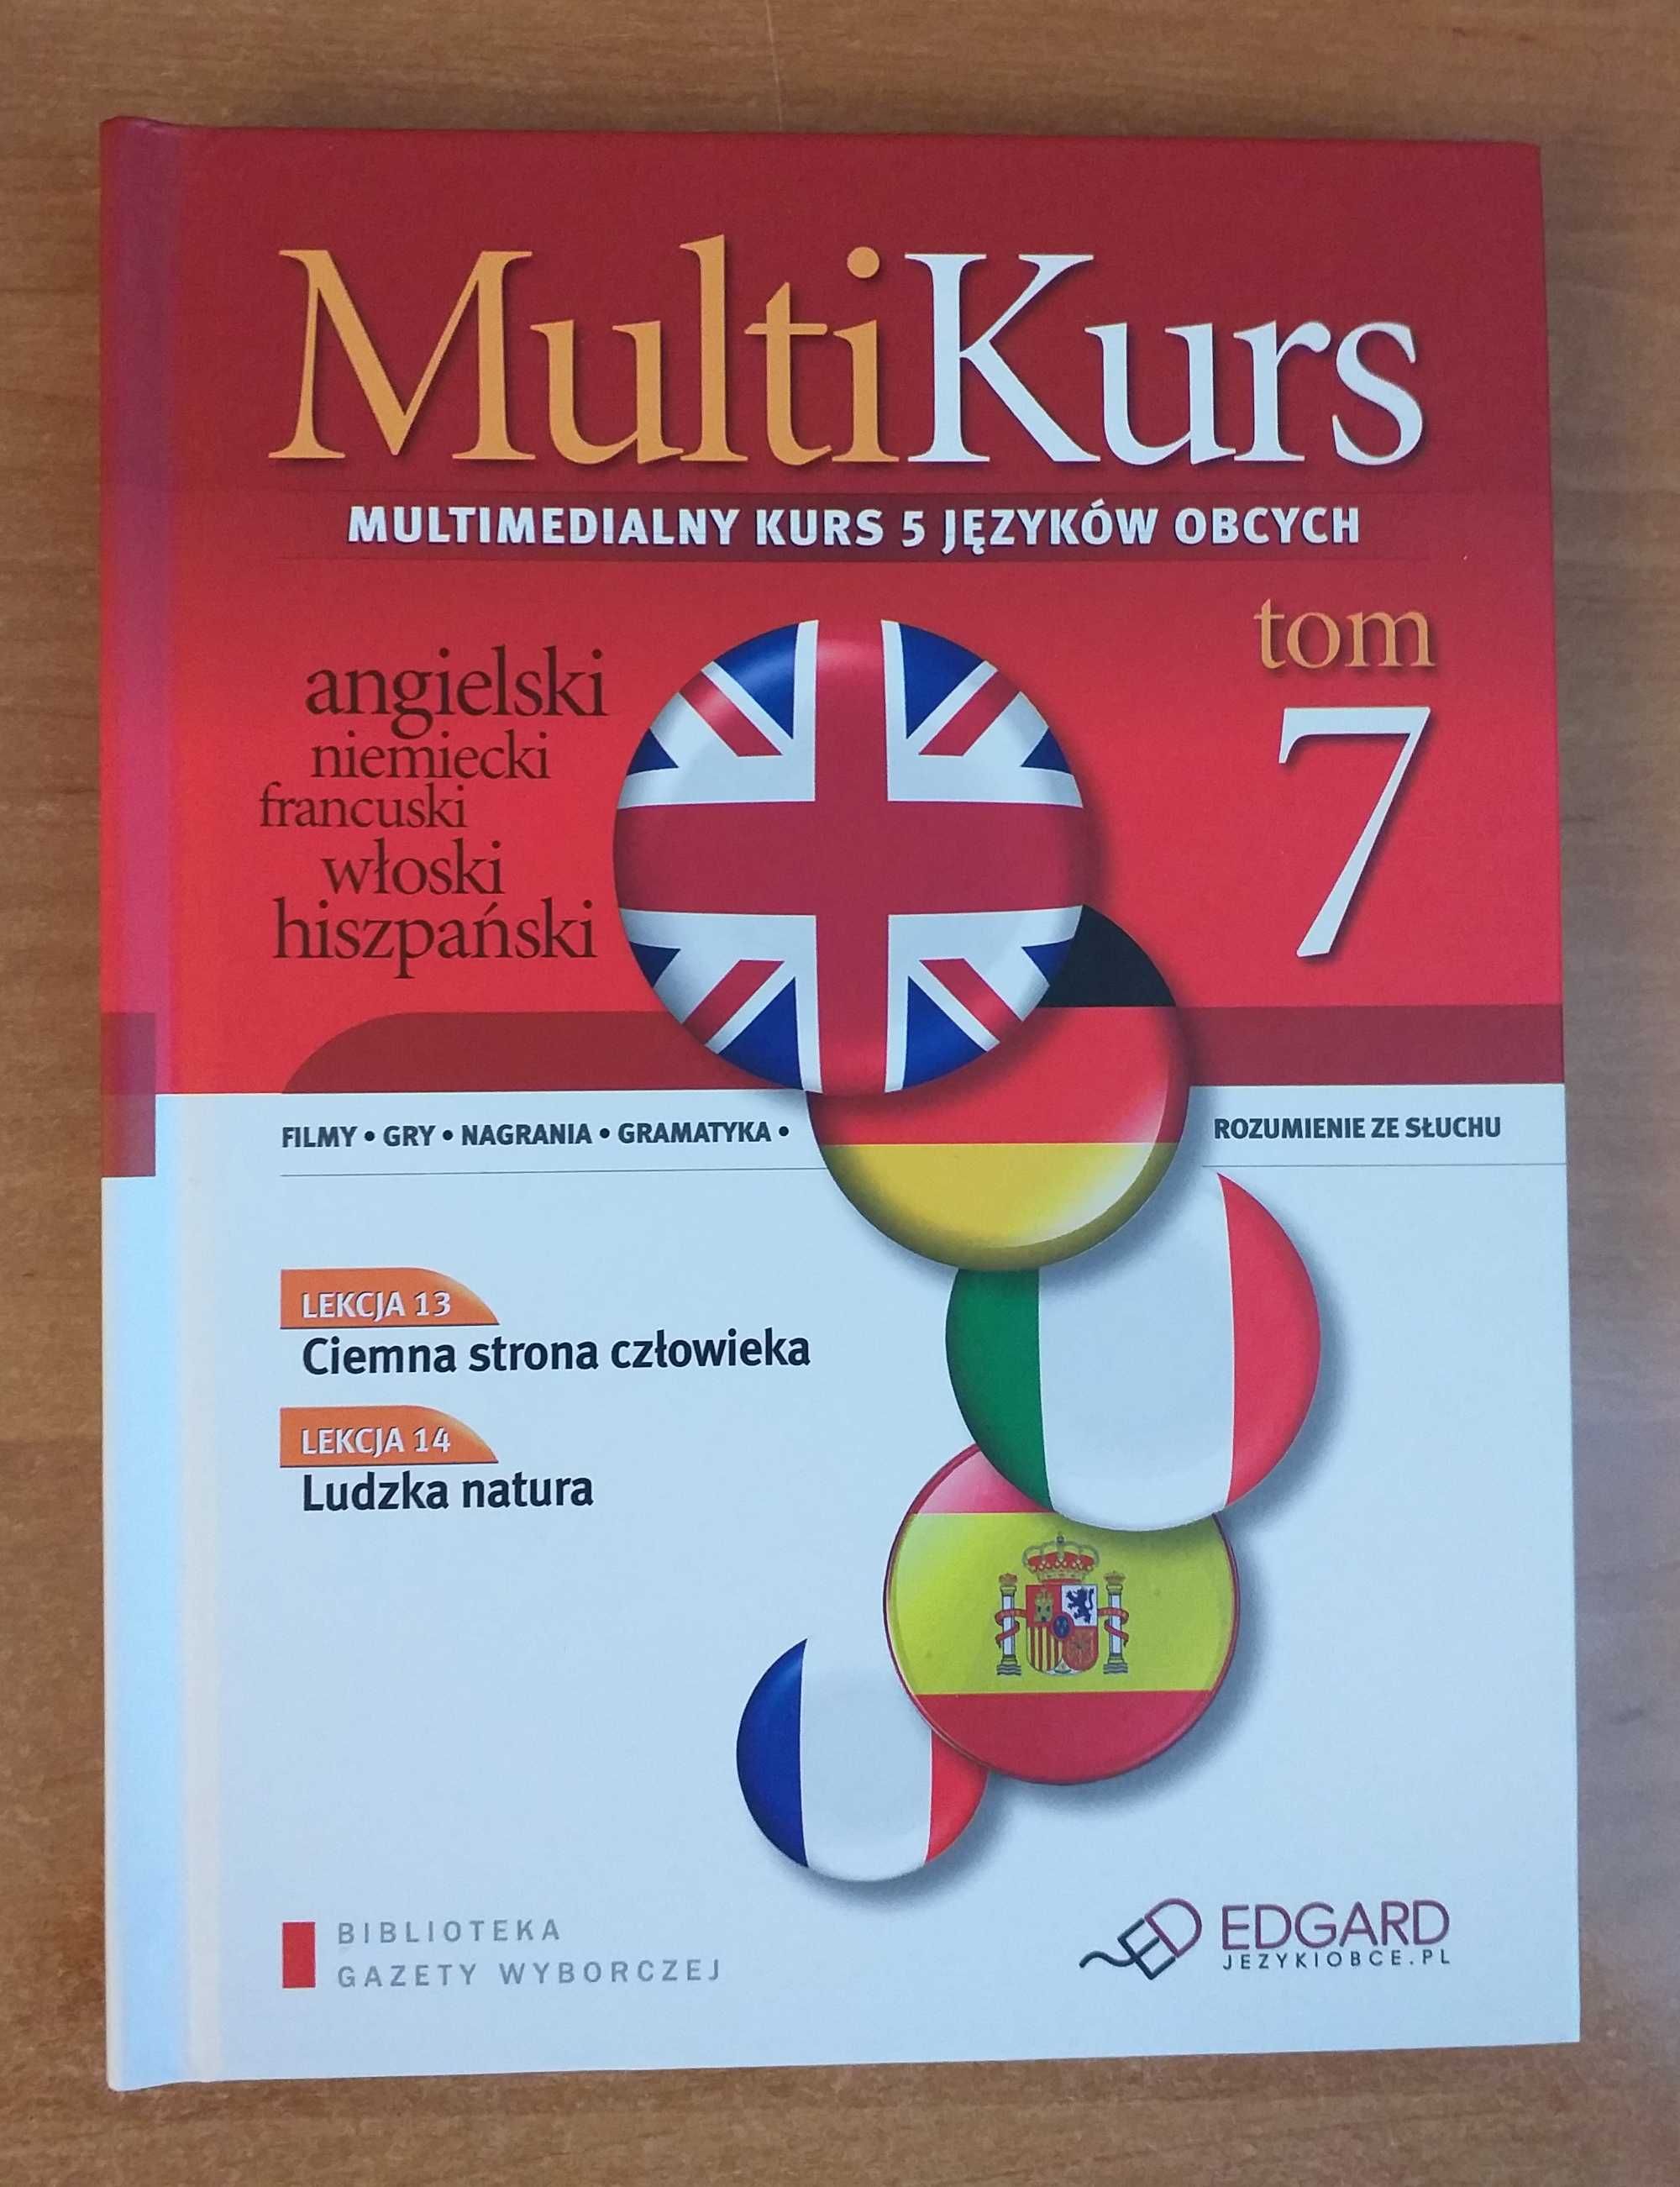 MultiKurs
MULTIMEDIALNY KURS 5 JĘZYKÓW OBCYCH
tom
7
angielski
niemiecki
francuski
włoski
hiszpański
FILMY • GRY • NAGRANIA • GRAMATYKA • ROZUMIENIE ZE SŁUCHU
LEKCJA 13
Ciemna strona człowieka
LEKCJA 14
Ludzka natura
BIBLIOTEKA
GAZETY WYBORCZEJ
ED EDGARD
JEZYKIOBCE.PL